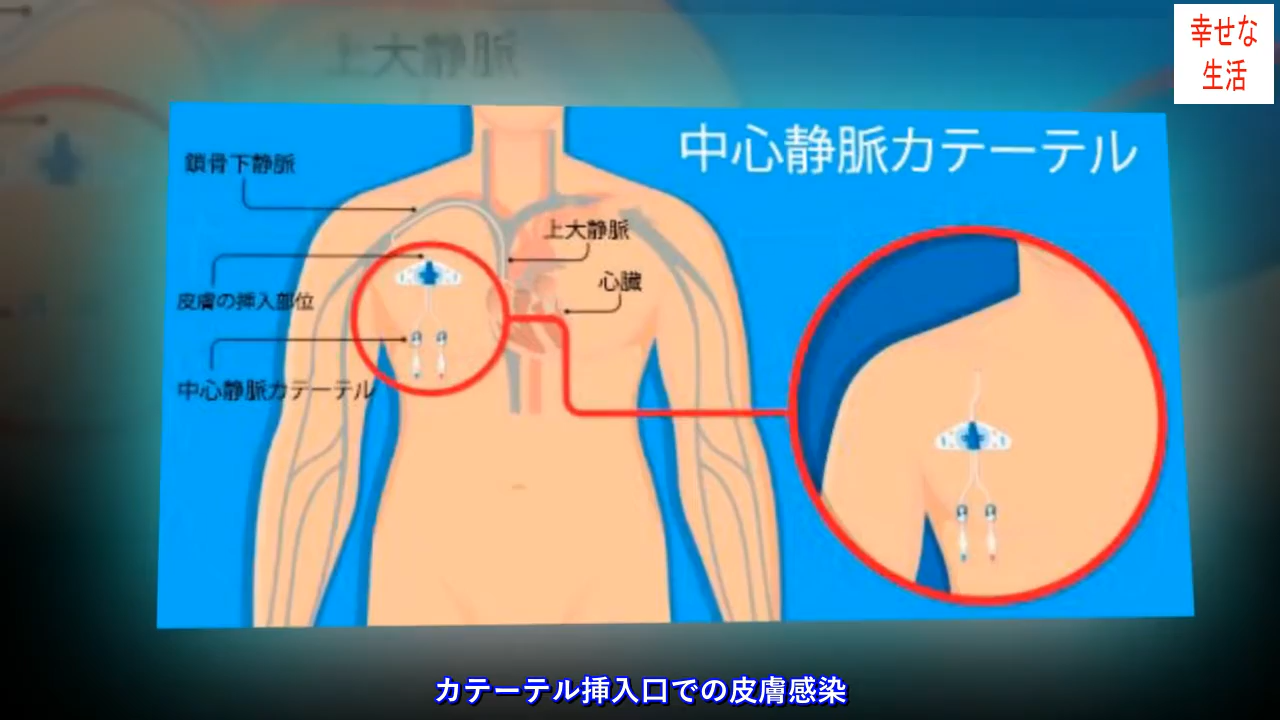 上大静脈
幸せな
生活
中心静脈カテーテル
鎖骨下静脈
上大静脈
心臓
皮膚の挿入部位
中心静脈カテーテル
カテーテル挿入口での皮膚感染